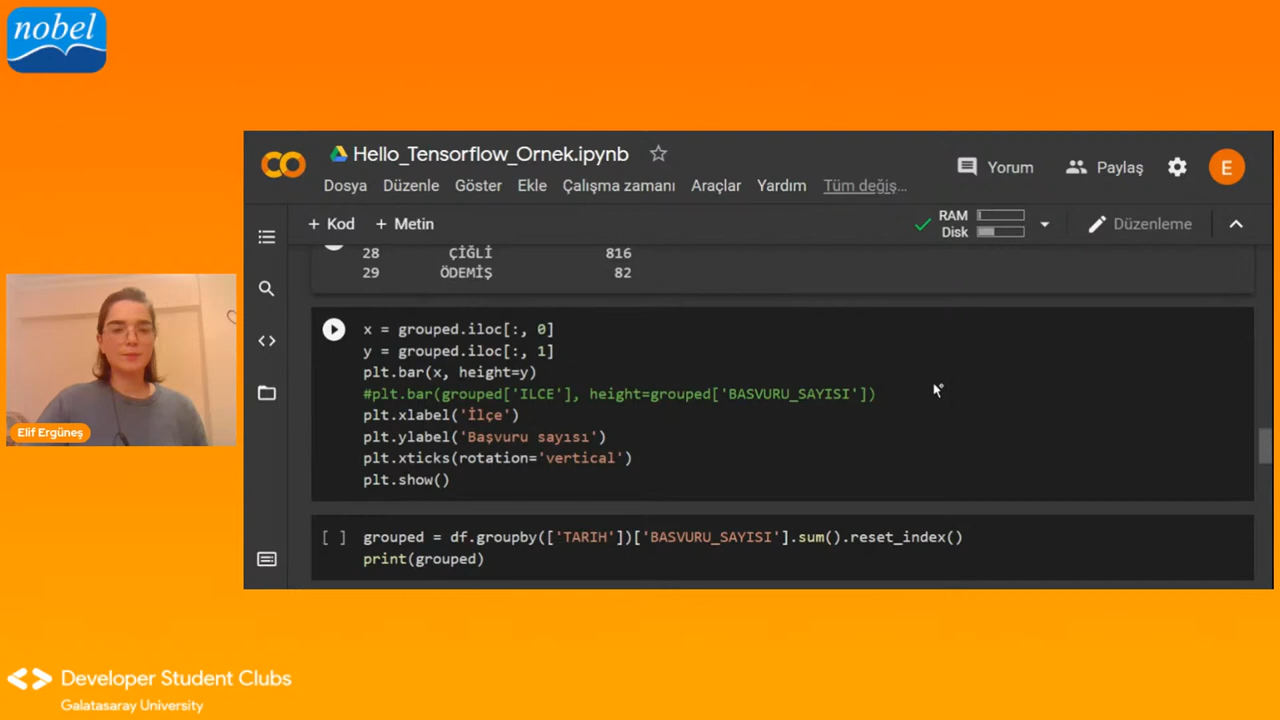 nobel
Hello_Tensorflow_Ornek.ipynb
Yorum
Paylaş
E
Dosya Düzenle Göster Ekle Çalışma zamanı Araçlar Yardım Tüm değiş...
+ Kod + Metin
RAM
Disk
Düzenleme
28 ÇİĞLİ 816
29 ÖDEMİŞ 82
x = grouped.iloc[:, 0]
y = grouped.iloc[:, 1]
plt.bar(x, height=y)
#plt.bar(grouped['ILCE'], height=grouped['BASVURU_SAYISI'])
plt.xlabel('İlçe')
plt.ylabel('Başvuru sayısı')
plt.xticks(rotation='vertical')
plt.show()
[ ] grouped = df.groupby(['TARIH'])['BASVURU_SAYISI'].sum().reset_index()
print(grouped)
Elif Ergüneş
Developer Student Clubs
Galatasaray University